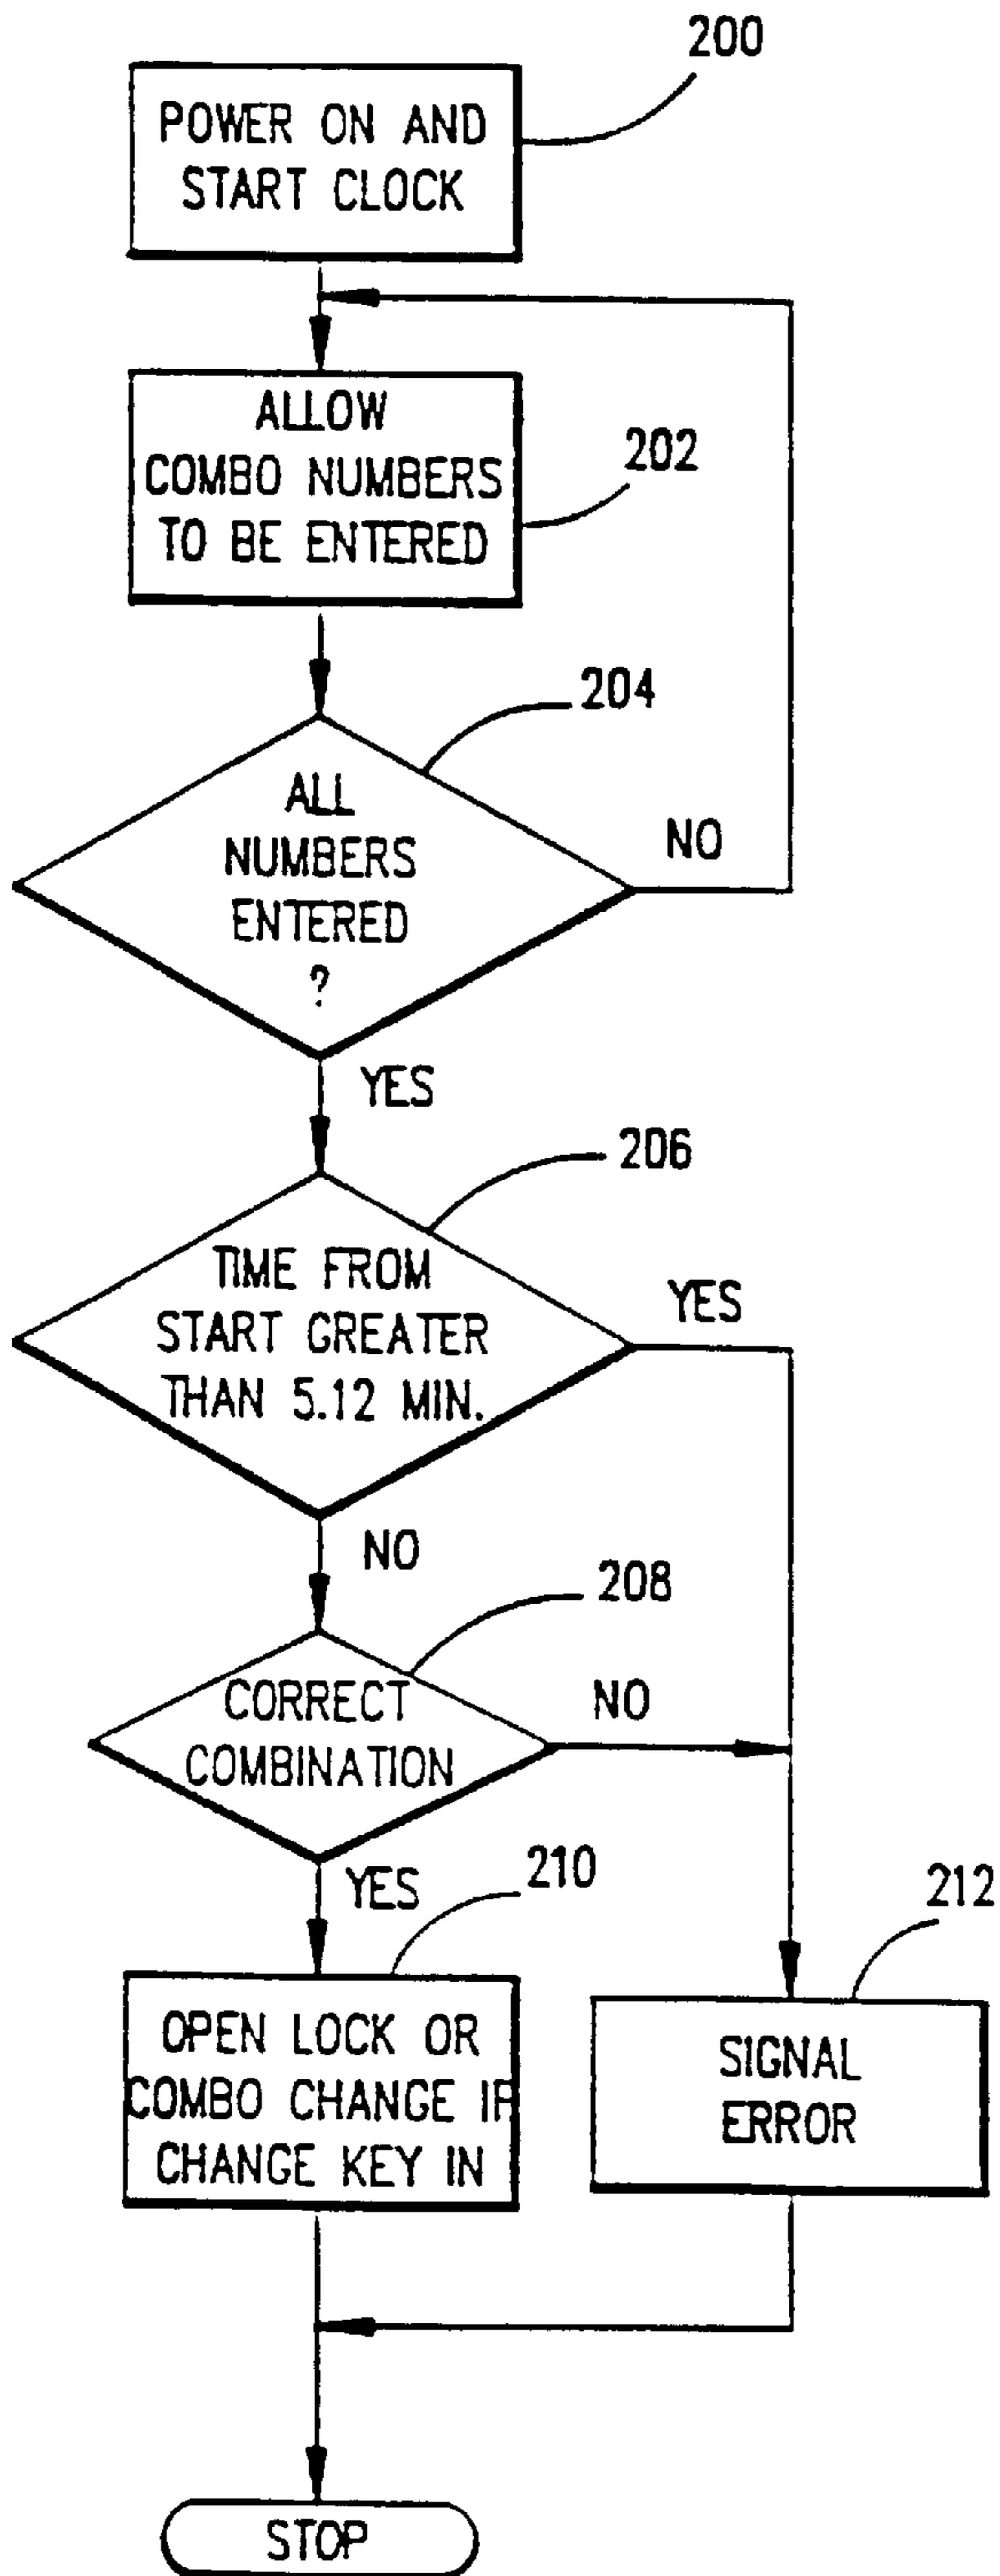 200
POWER ON AND
START CLOCK
ALLOW
COMBO NUMBERS
TO BE ENTERED
202
204
ALL
NUMBERS
ENTERED
?
NO
YES
206
TIME FROM
START GREATER
THAN 5.12 MIN.
YES
NO
208
CORRECT
COMBINATION
NO
YES
210
212
OPEN LOCK OR
COMBO CHANGE IF
CHANGE KEY IN
SIGNAL
ERROR
STOP